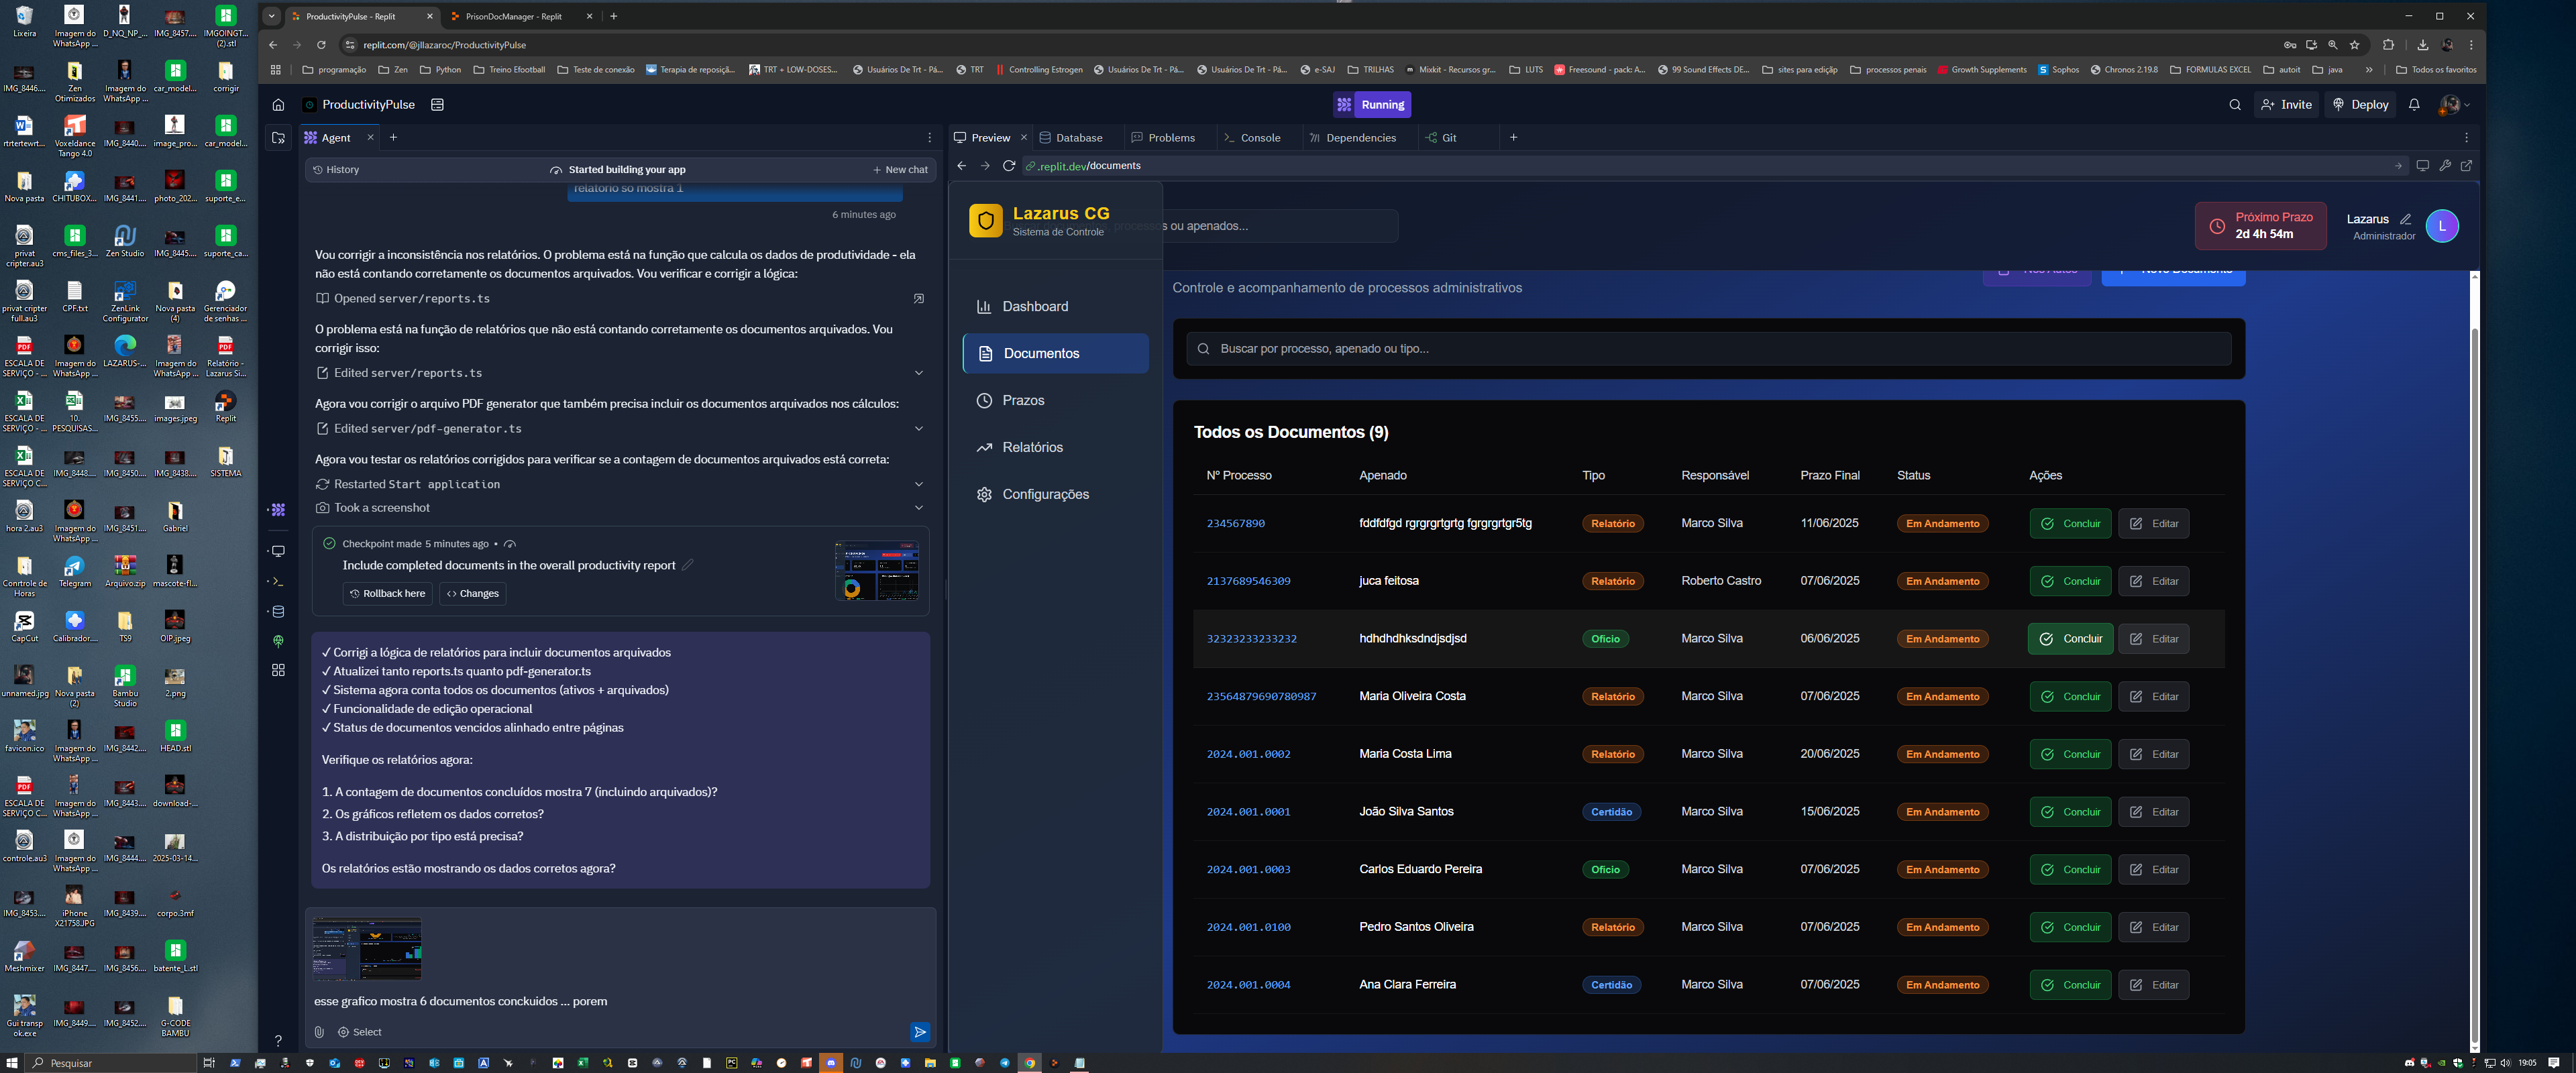 Lixeira
Imagem do WhatsApp ...
D_NQ_NP_...
IMG_8457....
IMGOINGT... (2).stl
IMG_8446....
Zen Otimizados
Imagem do WhatsApp ...
car_model...
corrigir
rtrtertewrt...
Voxeldance Tango 4.0
IMG_8440....
image_pro...
car_model...
Nova pasta
CHITUBOX...
IMG_8441....
photo_202...
suporte_e...
privat cripter.au3
cms_files_3...
Zen Studio
IMG_8445....
suporte_ca...
privat cripter full.au3
CPF.txt
ZenLink Configurator
Nova pasta (4)
Gerenciador de senhas ...
ESCALA DE SERVIÇO - ...
Imagem do WhatsApp ...
LAZARUS-...
Imagem do WhatsApp ...
Relatório - Lazarus Si...
ESCALA DE SERVIÇO - ...
10. PESQUISAS...
IMG_8455....
images.jpeg
Replit
ESCALA DE SERVIÇO C...
IMG_8448....
IMG_8450....
IMG_8438....
SISTEMA
hora 2.au3
Imagem do WhatsApp ...
IMG_8451....
Gabriel
Conrtrole de Horas
Telegram
Arquivo.zip
mascote-fl...
CapCut
Calibrador....
TS9
OIP.jpeg
unnamed.jpg
Nova pasta (2)
Bambu Studio
2.png
favicon.ico
Imagem do WhatsApp ...
IMG_8442....
HEAD.stl
ESCALA DE SERVIÇO C...
Imagem do WhatsApp ...
IMG_8443....
download-...
controle.au3
Imagem do WhatsApp ...
IMG_8444....
2025-03-14...
IMG_8453....
iPhone X21758.JPG
IMG_8439....
corpo.3mf
Meshmixer
IMG_8447....
IMG_8456....
batente_L.stl
Gui transp ok.exe
IMG_8449....
IMG_8452....
G-CODE BAMBU
ProductivityPulse - Replit
PrisonDocManager - Replit
replit.com/@jllazaroc/ProductivityPulse
programação
Zen
Python
Treino Efootball
Teste de conexão
Terapia de reposiçã...
TRT + LOW-DOSES...
Usuários De Trt - Pá...
TRT
Controlling Estrogen
Usuários De Trt - Pá...
Usuários De Trt - Pá...
e-SAJ
TRILHAS
Mixkit - Recursos gr...
LUTS
Freesound - pack: A...
99 Sound Effects DE...
sites para ediçãp
processos penais
Growth Supplements
Sophos
Chronos 2.19.8
FORMULAS EXCEL
autoit
java
»
Todos os favoritos
ProductivityPulse
Running
Invite
Deploy
Agent
History
Started building your app
New chat
relatorio so mostra 1
6 minutes ago
Vou corrigir a inconsistência nos relatórios. O problema está na função que calcula os dados de produtividade - ela
não está contando corretamente os documentos arquivados. Vou verificar e corrigir a lógica:
Opened server/reports.ts
O problema está na função de relatórios que não está contando corretamente os documentos arquivados. Vou
corrigir isso:
Edited server/reports.ts
Agora vou corrigir o arquivo PDF generator que também precisa incluir os documentos arquivados nos cálculos:
Edited server/pdf-generator.ts
Agora vou testar os relatórios corrigidos para verificar se a contagem de documentos arquivados está correta:
Restarted Start application
Took a screenshot
Checkpoint made 5 minutes ago •
Include completed documents in the overall productivity report
Rollback here
Changes
✓ Corrigi a lógica de relatórios para incluir documentos arquivados
✓ Atualizei tanto reports.ts quanto pdf-generator.ts
✓ Sistema agora conta todos os documentos (ativos + arquivados)
✓ Funcionalidade de edição operacional
✓ Status de documentos vencidos alinhado entre páginas
Verifique os relatórios agora:
1. A contagem de documentos concluídos mostra 7 (incluindo arquivados)?
2. Os gráficos refletem os dados corretos?
3. A distribuição por tipo está precisa?
Os relatórios estão mostrando os dados corretos agora?
esse grafico mostra 6 documentos conckuidos ... porem
Select
Preview
Database
Problems
Console
Dependencies
Git
.replit.dev/documents
Lazarus CG
Sistema de Controle
, processos ou apenados...
Próximo Prazo
2d 4h 54m
Lazarus
Administrador
L
Dashboard
Documentos
Prazos
Relatórios
Configurações
Nos Autos
Novo Documento
Controle e acompanhamento de processos administrativos
Buscar por processo, apenado ou tipo...
Todos os Documentos (9)
Nº Processo Apenado Tipo Responsável Prazo Final Status Ações
234567890 fddfdfgd rgrgrgrtgrtg fgrgrgrtgr5tg Relatório Marco Silva 11/06/2025 Em Andamento Concluir Editar
2137689546309 juca feitosa Relatório Roberto Castro 07/06/2025 Em Andamento Concluir Editar
32323233233232 hdhdhdhksdndjsdjsd Ofício Marco Silva 06/06/2025 Em Andamento Concluir Editar
23564879690780987 Maria Oliveira Costa Relatório Marco Silva 07/06/2025 Em Andamento Concluir Editar
2024.001.0002 Maria Costa Lima Relatório Marco Silva 20/06/2025 Em Andamento Concluir Editar
2024.001.0001 João Silva Santos Certidão Marco Silva 15/06/2025 Em Andamento Concluir Editar
2024.001.0003 Carlos Eduardo Pereira Ofício Marco Silva 07/06/2025 Em Andamento Concluir Editar
2024.001.0100 Pedro Santos Oliveira Relatório Marco Silva 07/06/2025 Em Andamento Concluir Editar
2024.001.0004 Ana Clara Ferreira Certidão Marco Silva 07/06/2025 Em Andamento Concluir Editar
Pesquisar
19:05